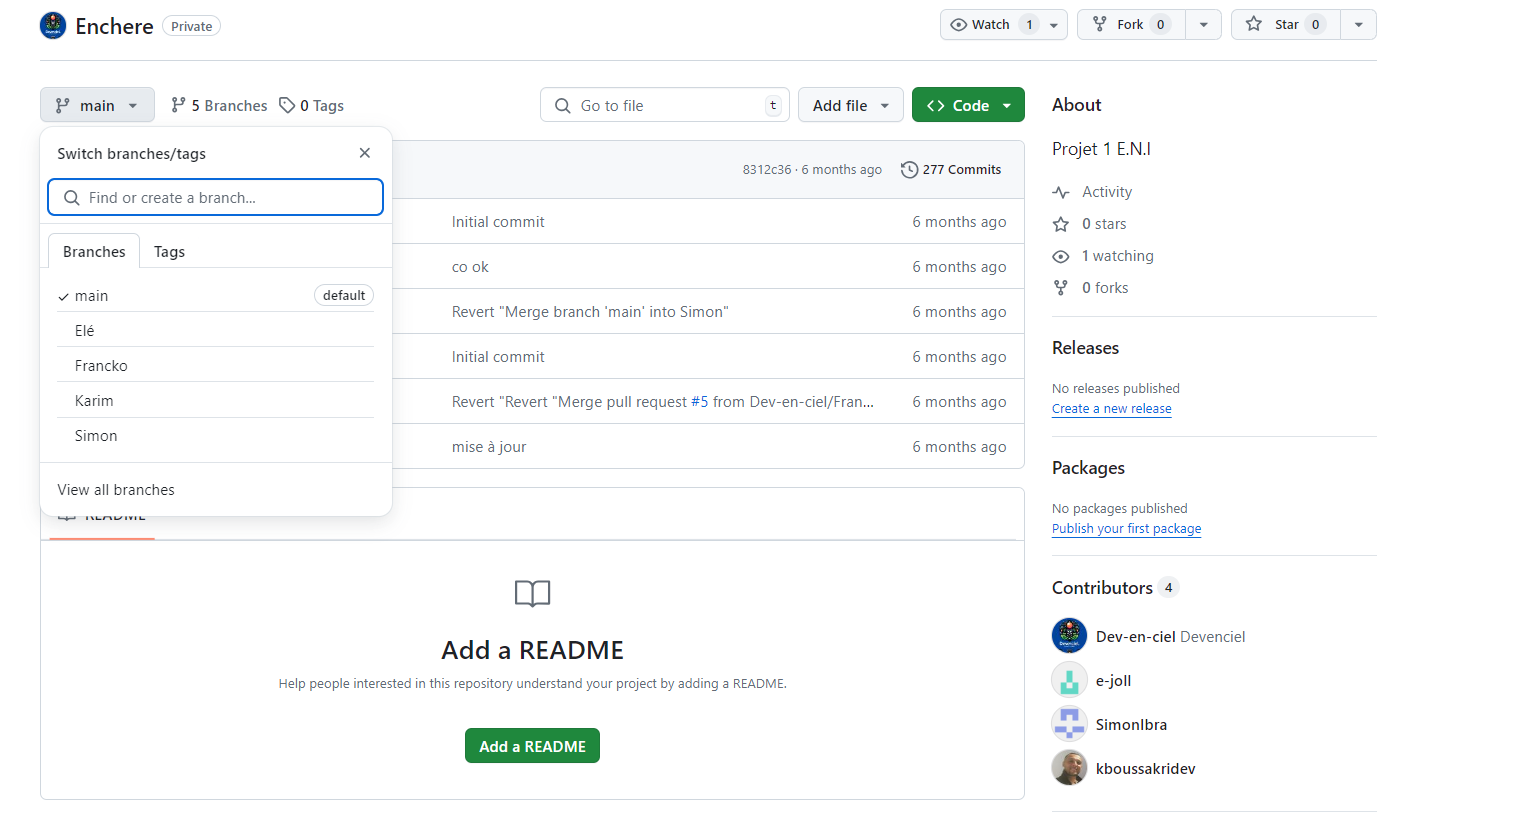 Enchere Private
Watch 1
Fork 0
Star 0
main
5 Branches
0 Tags
Go to file t
Add file
Code
Switch branches/tags
Find or create a branch...
Branches Tags
main default
Elé
Francko
Karim
Simon
View all branches
8312c36 · 6 months ago
277 Commits
Initial commit 6 months ago
co ok 6 months ago
Revert "Merge branch 'main' into Simon" 6 months ago
Initial commit 6 months ago
Revert "Revert "Merge pull request #5 from Dev-en-ciel/Fran... 6 months ago
mise à jour 6 months ago
README
Add a README
Help people interested in this repository understand your project by adding a README.
Add a README
About
Projet 1 E.N.I
Activity
0 stars
1 watching
0 forks
Releases
No releases published
Create a new release
Packages
No packages published
Publish your first package
Contributors 4
Dev-en-ciel Devenciel
e-joll
SimonIbra
kboussakridev